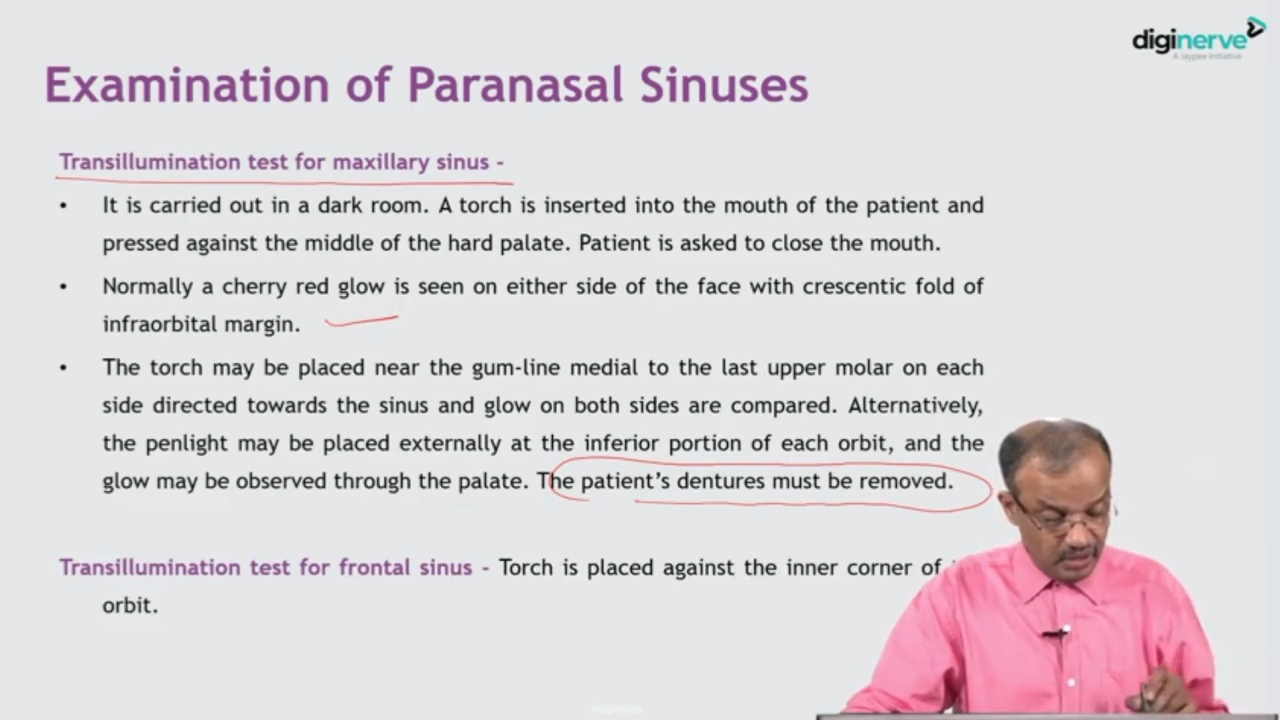 diginerve
A Jaypee Initiative
Examination of Paranasal Sinuses
Transillumination test for maxillary sinus -
• It is carried out in a dark room. A torch is inserted into the mouth of the patient and
pressed against the middle of the hard palate. Patient is asked to close the mouth.
• Normally a cherry red glow is seen on either side of the face with crescentic fold of
infraorbital margin.
• The torch may be placed near the gum-line medial to the last upper molar on each
side directed towards the sinus and glow on both sides are compared. Alternatively,
the penlight may be placed externally at the inferior portion of each orbit, and the
glow may be observed through the palate. The patient's dentures must be removed.
Transillumination test for frontal sinus - Torch is placed against the inner corner of
orbit.